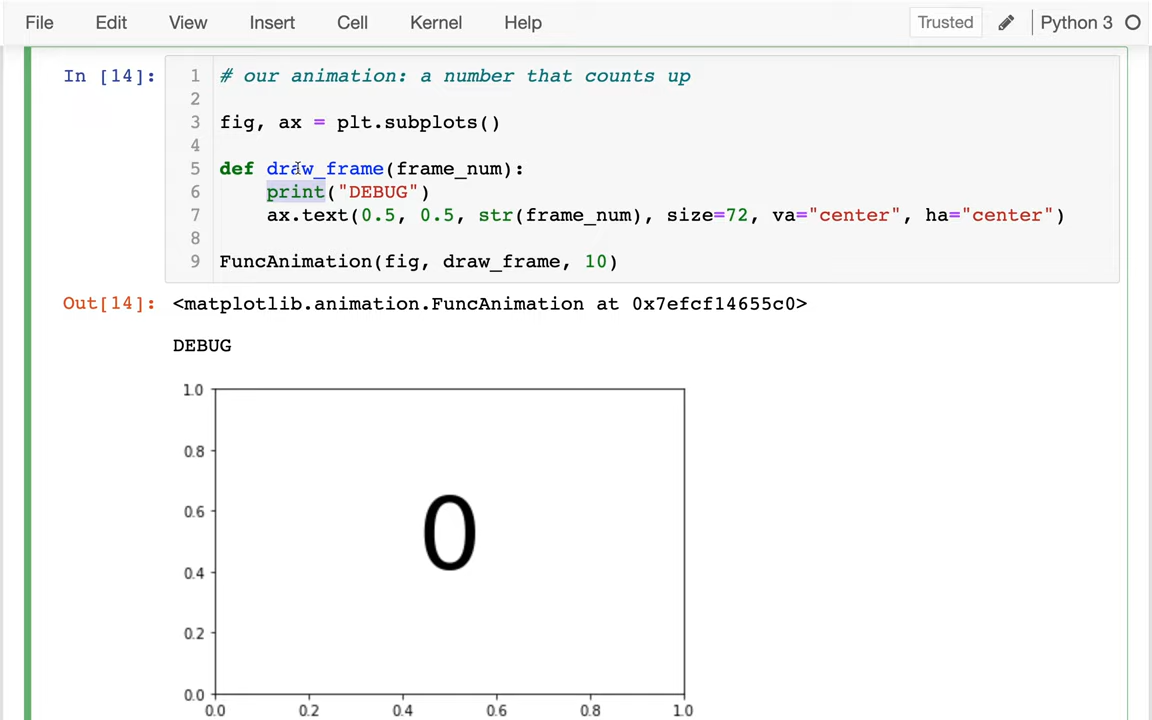 File Edit View Insert Cell Kernel Help Trusted Python 3
In [14]:
1 # our animation: a number that counts up
2
3 fig, ax = plt.subplots()
4
5 def draw_frame(frame_num):
6     print("DEBUG")
7     ax.text(0.5, 0.5, str(frame_num), size=72, va="center", ha="center")
8
9 FuncAnimation(fig, draw_frame, 10)
Out[14]: <matplotlib.animation.FuncAnimation at 0x7efcf14655c0>
DEBUG
1.0
0.8
0.6
0
0.4
0.2
0.0
0.0 0.2 0.4 0.6 0.8 1.0